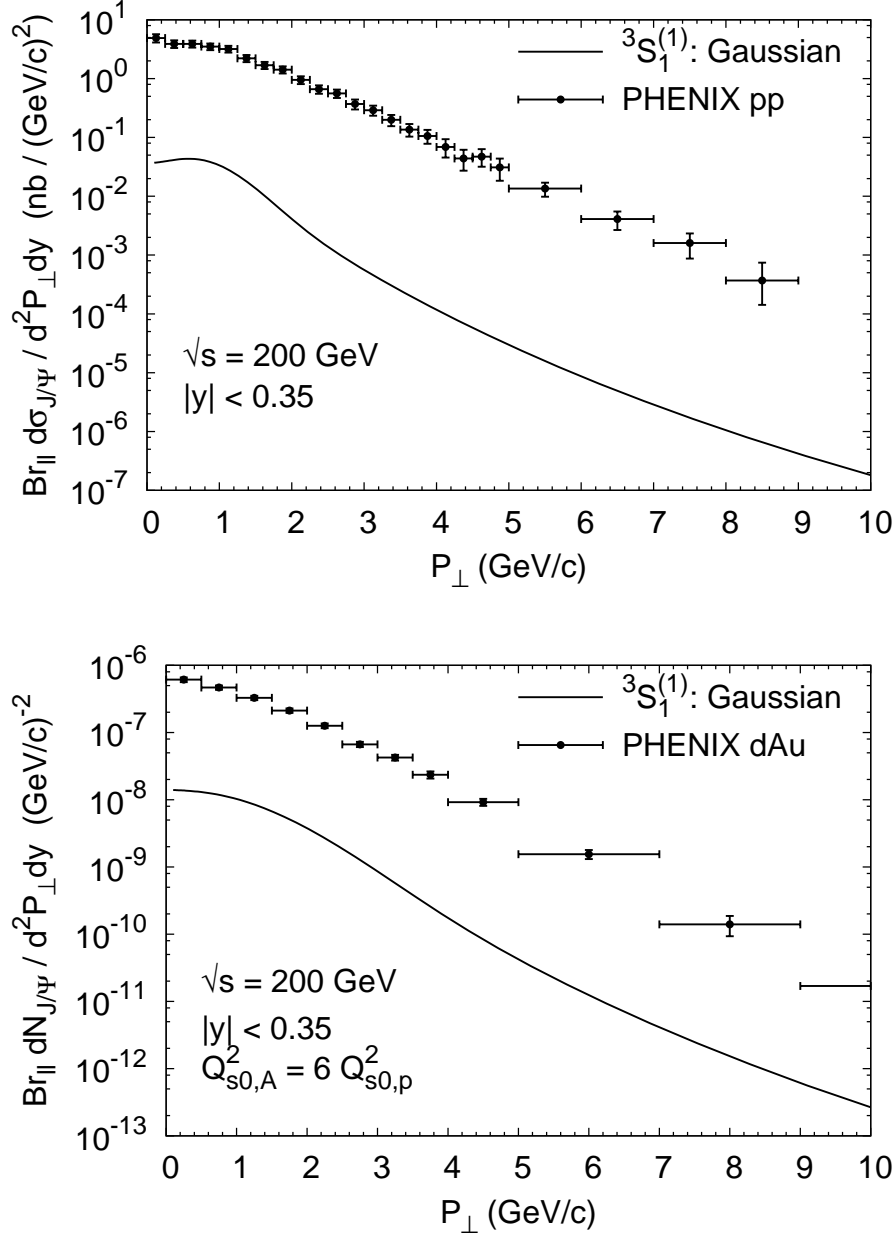 10^1
10^0
10^-1
10^-2
10^-3
10^-4
10^-5
10^-6
10^-7
Br_ll dσ_J/Ψ / d^2P_⊥dy (nb / (GeV/c)^2)
^3S_1^(1): Gaussian
PHENIX pp
√s = 200 GeV
|y| < 0.35
0 1 2 3 4 5 6 7 8 9 10
P_⊥ (GeV/c)
10^-6
10^-7
10^-8
10^-9
10^-10
10^-11
10^-12
10^-13
Br_ll dN_J/Ψ / d^2P_⊥dy (GeV/c)^-2
^3S_1^(1): Gaussian
PHENIX dAu
√s = 200 GeV
|y| < 0.35
Q^2_s0,A = 6 Q^2_s0,p
0 1 2 3 4 5 6 7 8 9 10
P_⊥ (GeV/c)